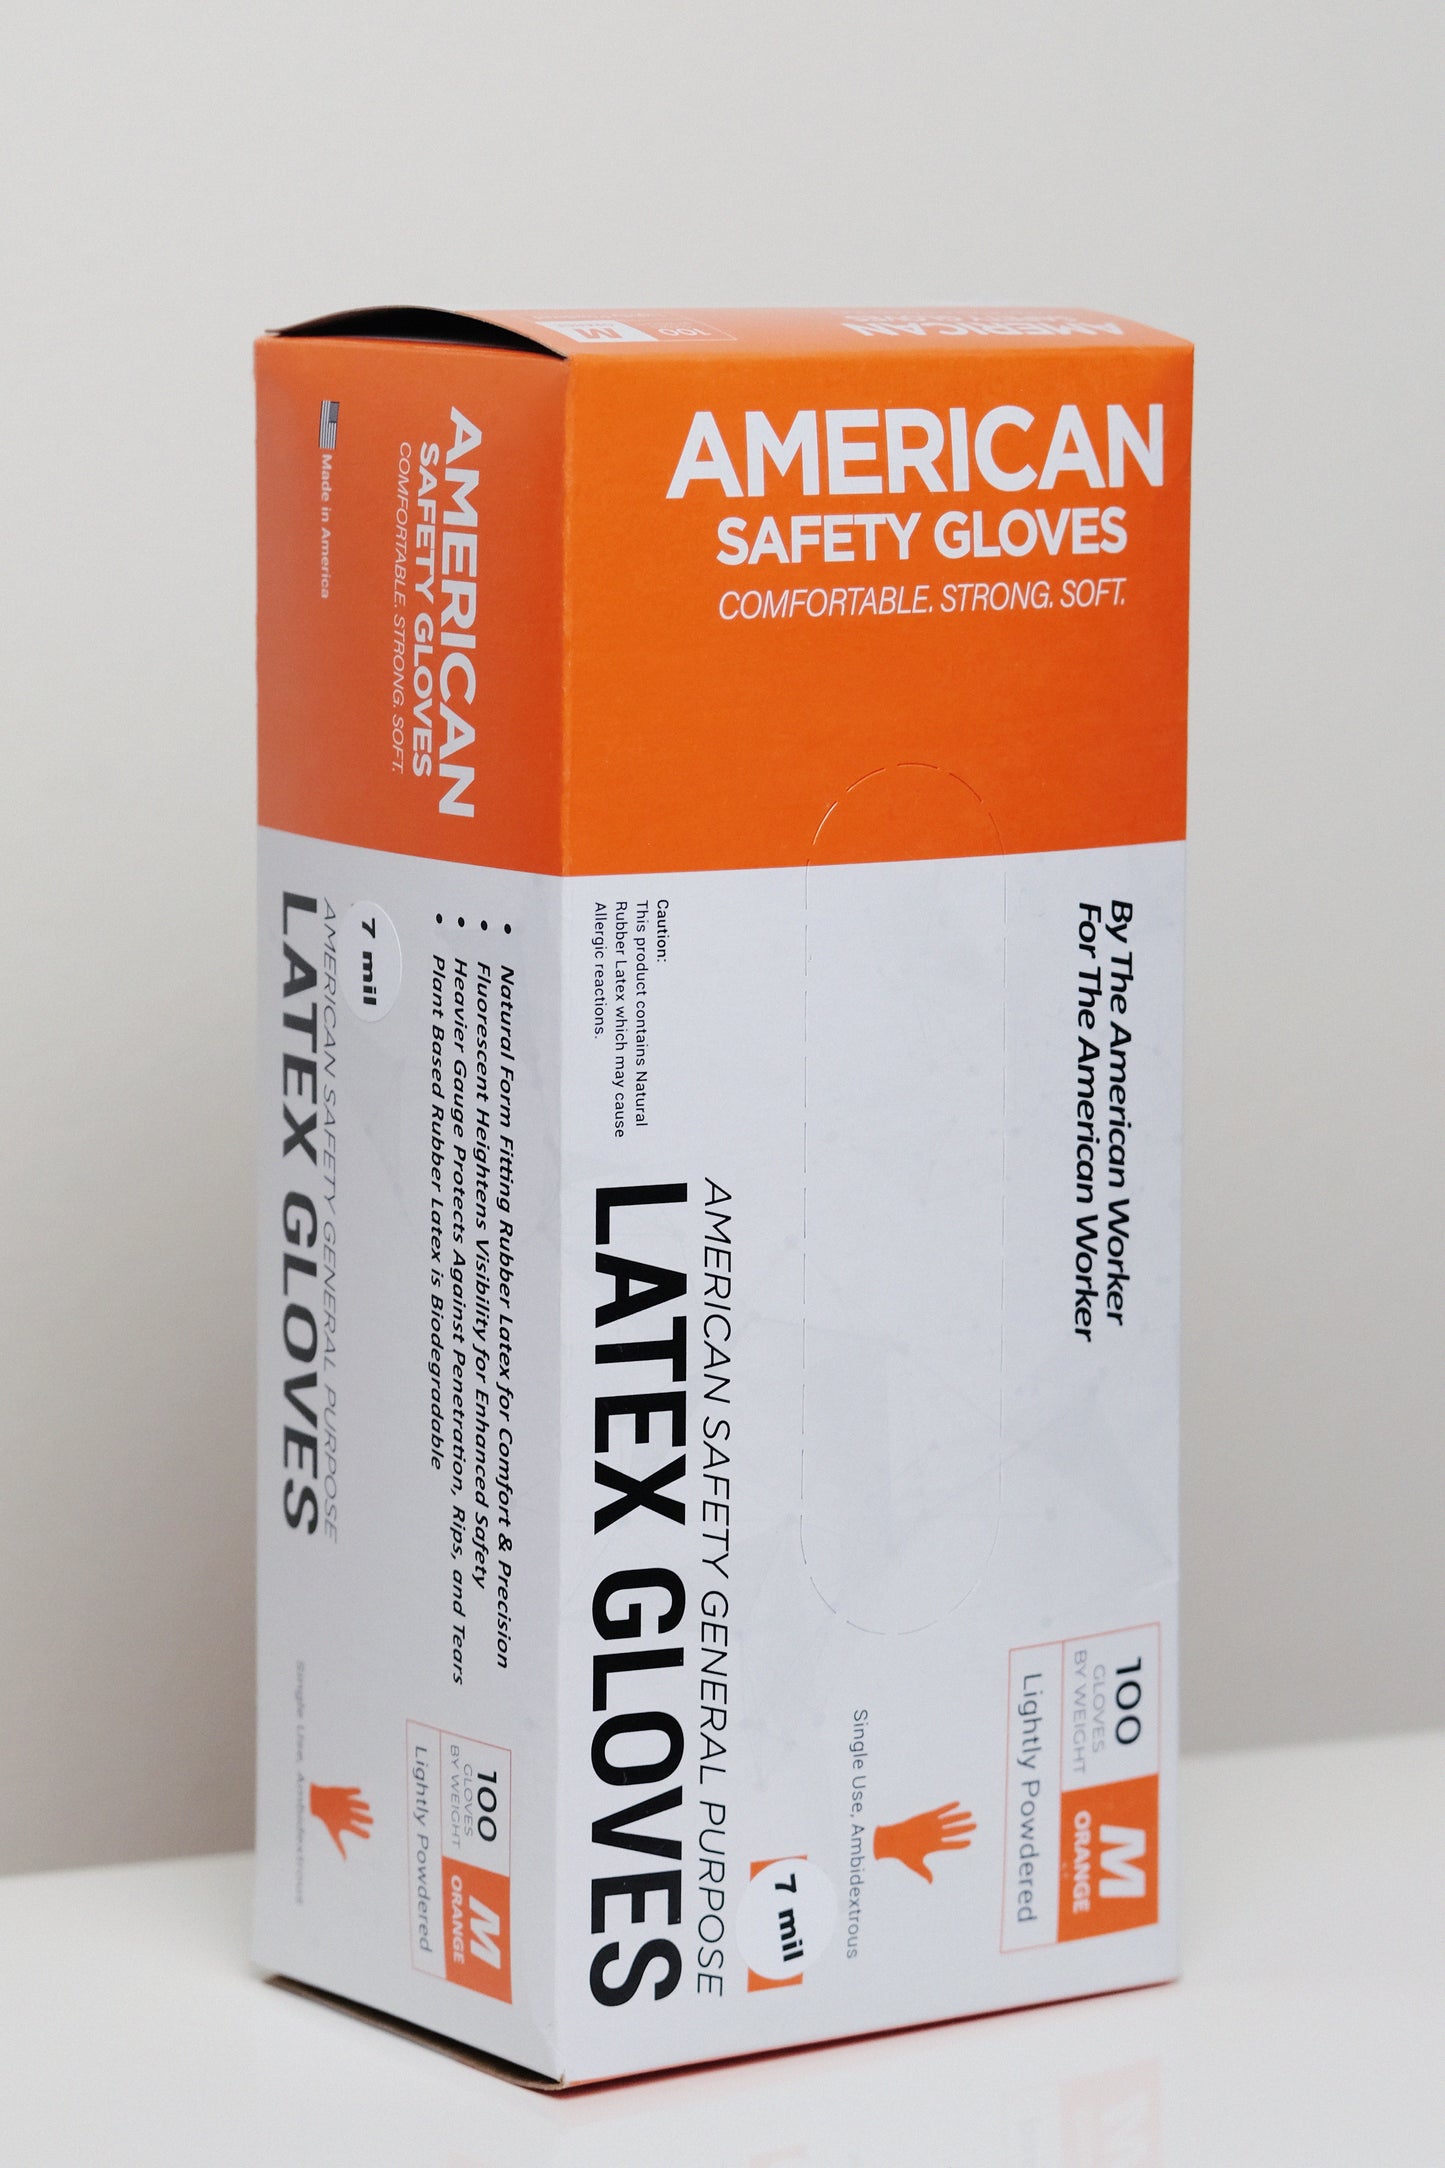 100
M
AMERICAN
SAFETY GLOVES
AMERICAN
SAFETY GLOVES
COMFORTABLE. STRONG. SOFT.
By The American Worker
For The American Worker
Caution:
This product contains Natural
Rubber Latex which may cause
Allergic reactions.
AMERICAN SAFETY GENERAL PURPOSE
LATEX GLOVES
7 mil
Single Use, Ambidextrous
100
GLOVES
BY WEIGHT
M
ORANGE
Lightly Powdered
AMERICAN
SAFETY GLOVES
COMFORTABLE. STRONG. SOFT.
Made in America
• Natural Form Fitting Rubber Latex for Comfort & Precision
• Fluorescent Heightens Visibility for Enhanced Safety
• Heavier Gauge Protects Against Penetration, Rips, and Tears
• Plant Based Rubber Latex is Biodegradable
7 mil
AMERICAN SAFETY GENERAL PURPOSE
LATEX GLOVES
Single Use, Ambidextrous
100
GLOVES
BY WEIGHT
M
ORANGE
Lightly Powdered